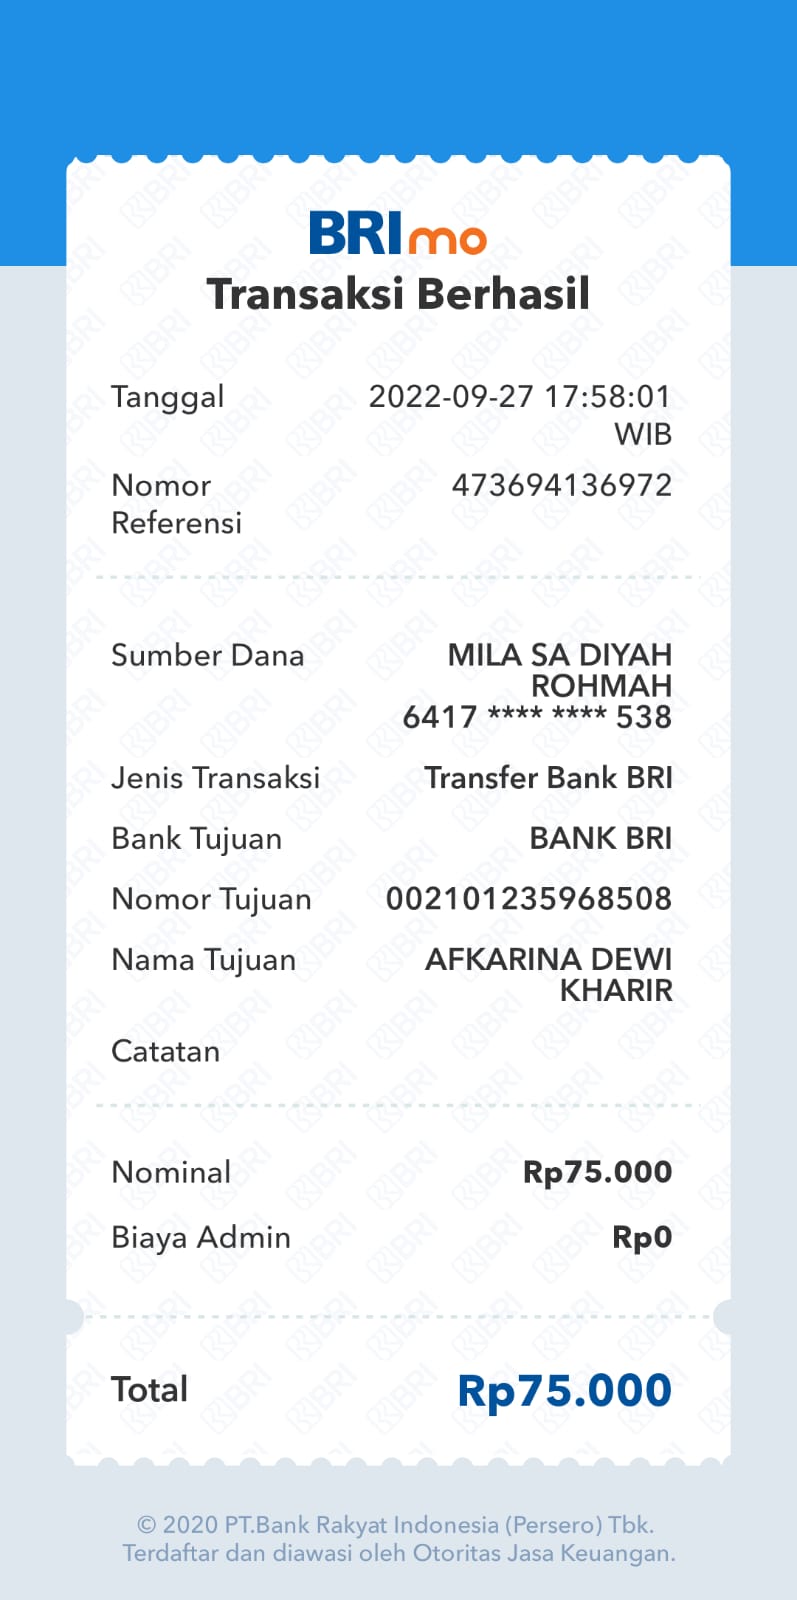 BRImo
Transaksi Berhasil
Tanggal 2022-09-27 17:58:01
WIB
Nomor 473694136972
Referensi
Sumber Dana MILA SA DIYAH
ROHMAH
6417 **** **** 538
Jenis Transaksi Transfer Bank BRI
Bank Tujuan BANK BRI
Nomor Tujuan 002101235968508
Nama Tujuan AFKARINA DEWI
KHARIR
Catatan
Nominal Rp75.000
Biaya Admin Rp0
Total Rp75.000
© 2020 PT.Bank Rakyat Indonesia (Persero) Tbk.
Terdaftar dan diawasi oleh Otoritas Jasa Keuangan.